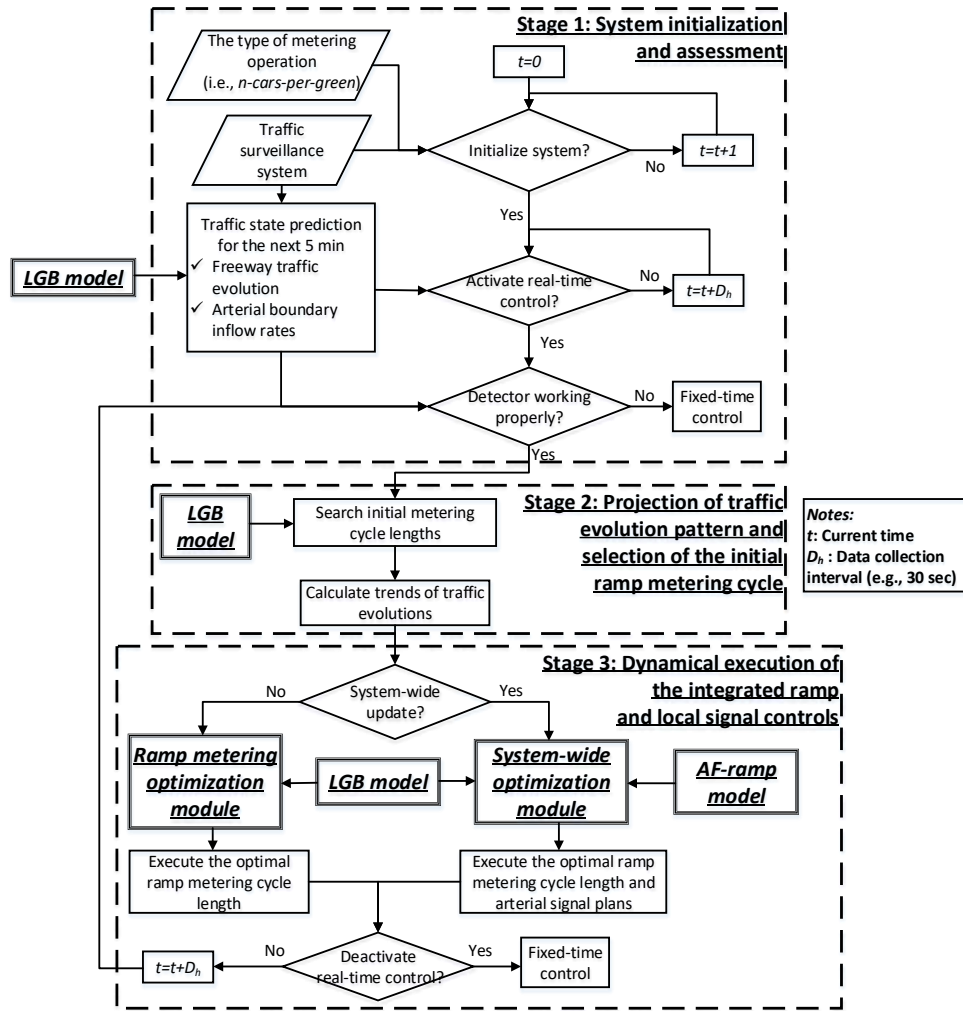 Stage 1: System initialization
and assessment
The type of metering
operation
(i.e., n-cars-per-green)
t=0
Traffic
surveillance
system
Initialize system?
No
t=t+1
Yes
Traffic state prediction
for the next 5 min
✓ Freeway traffic
evolution
✓ Arterial boundary
inflow rates
LGB model
Activate real-time
control?
No
t=t+Dh
Yes
Detector working
properly?
No
Fixed-time
control
Yes
Stage 2: Projection of traffic
evolution pattern and
selection of the initial
ramp metering cycle
LGB
model
Search initial metering
cycle lengths
Calculate trends of traffic
evolutions
Notes:
t: Current time
Dh : Data collection
interval (e.g., 30 sec)
Stage 3: Dynamical execution of
the integrated ramp
and local signal controls
No
System-wide
update?
Yes
Ramp metering
optimization
module
LGB model
System-wide
optimization
module
AF-ramp
model
Execute the optimal
ramp metering cycle
length
Execute the optimal ramp
metering cycle length and
arterial signal plans
t=t+Dh
No
Deactivate
real-time control?
Yes
Fixed-time
control